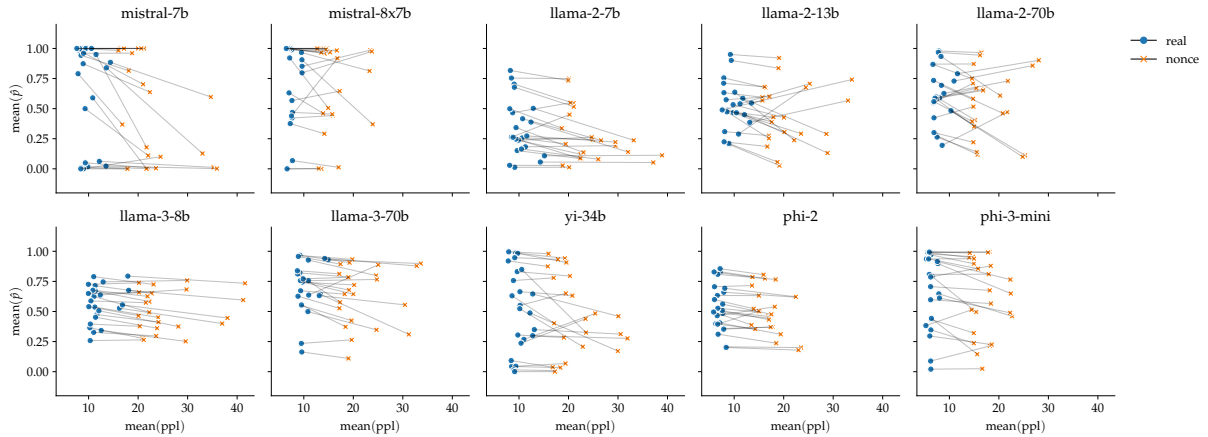 mistral-7b
mistral-8x7b
llama-2-7b
llama-2-13b
llama-2-70b
real
nonce
1.00
0.75
0.50
0.25
0.00
mean(p̂)
llama-3-8b
llama-3-70b
yi-34b
phi-2
phi-3-mini
1.00
0.75
0.50
0.25
0.00
mean(p̂)
10 20 30 40
10 20 30 40
10 20 30 40
10 20 30 40
10 20 30 40
mean(ppl)
mean(ppl)
mean(ppl)
mean(ppl)
mean(ppl)